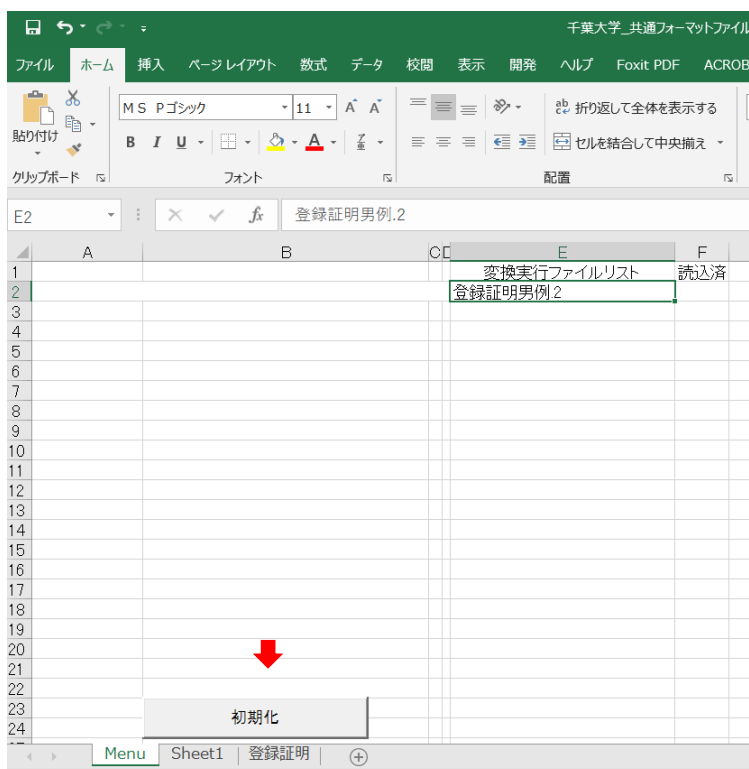 千葉大学_共通フォーマットファイル
ファイル ホーム 挿入 ページ レイアウト 数式 データ 校閲 表示 開発 ヘルプ Foxit PDF ACROB
MS Pゴシック 11 A A ab 折り返して全体を表示する
貼り付け B I U A セルを結合して中央揃え
クリップボード フォント 配置
E2 fx 登録証明男例.2
A B C D E F
1 変換実行ファイルリスト 読込済
2 登録証明男例.2
3
4
5
6
7
8
9
10
11
12
13
14
15
16
17
18
19
20
21
22
23 初期化
24
Menu Sheet1 登録証明